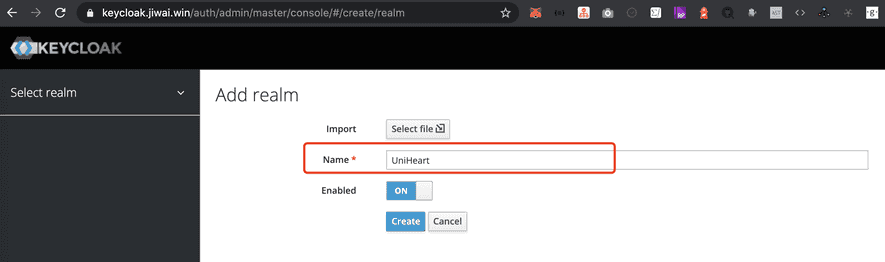 keycloak.jiwai.win/auth/admin/master/console/#/create/realm
KEYCLOAK
Select realm
Add realm
Import Select file
Name * UniHeart
Enabled ON
Create Cancel